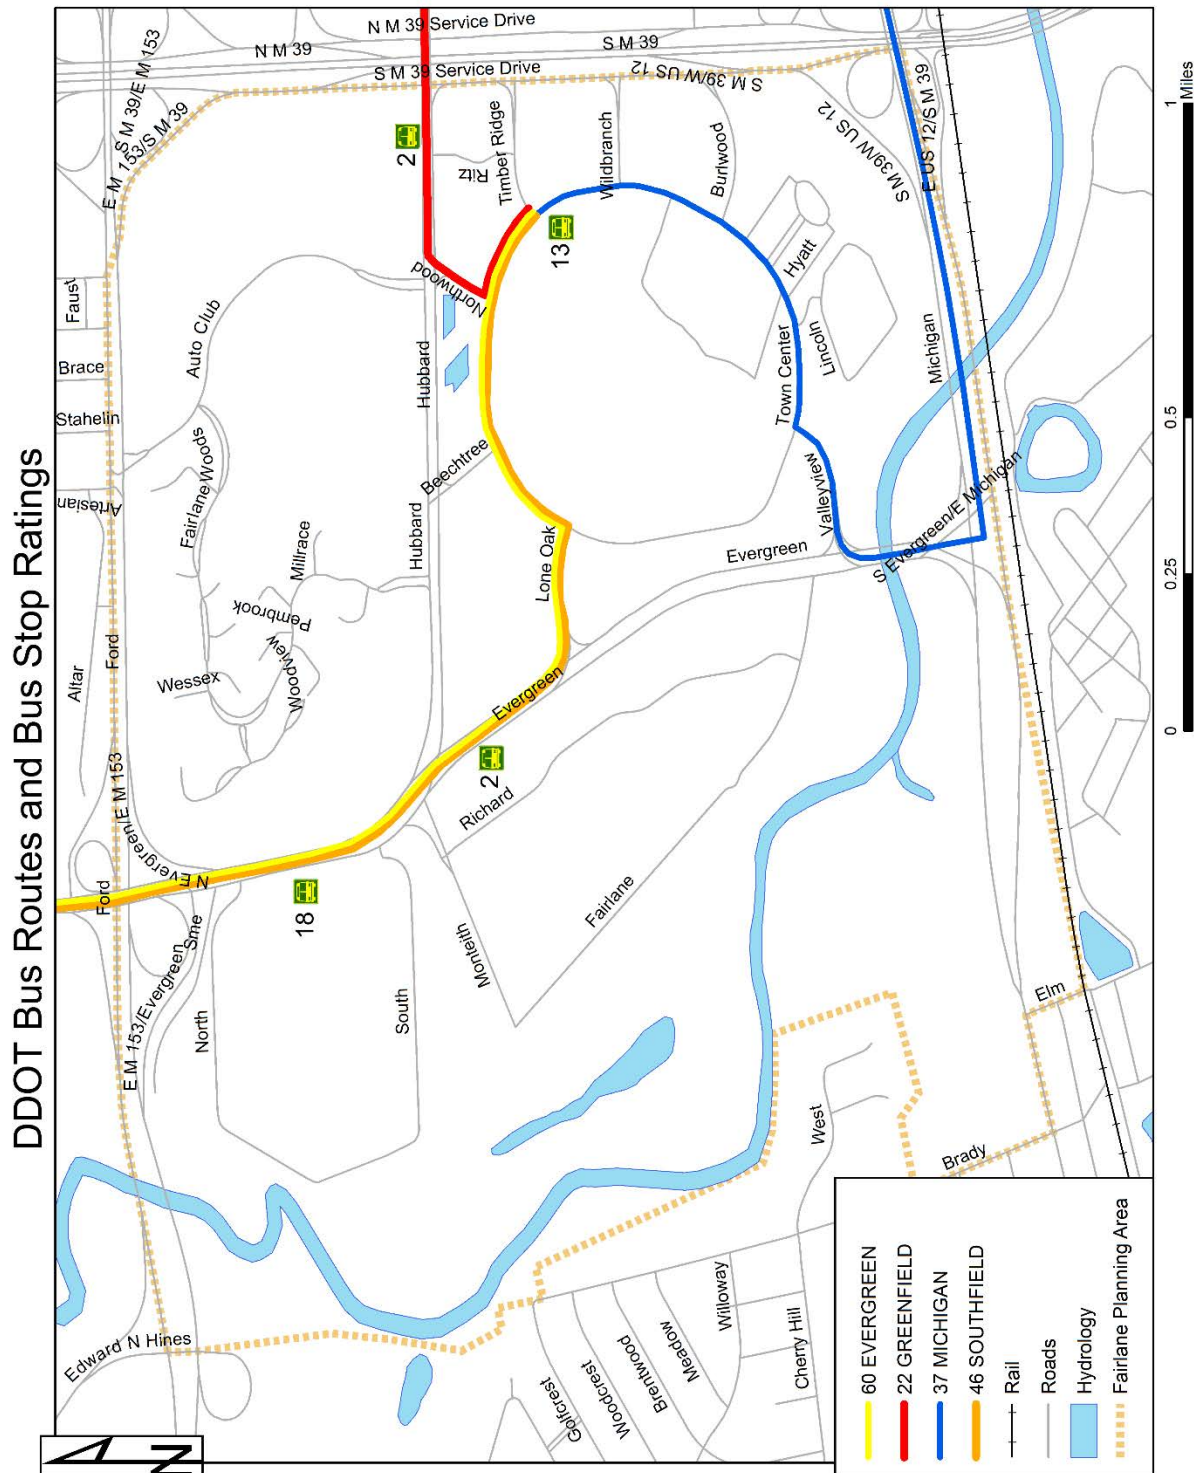 DDOT Bus Routes and Bus Stop Ratings
Edward N Hines
E M 153/Evergreen
Ford
N Evergreen/E M 153
Ford
Altar
Artesian
Stahelin
Brace
Faust
E M 153/S M 39
S M 39/E M 153
N M 39
N M 39 Service Drive
S M 39 Service Drive
S M 39
S M 39/W US 12
S M 39/W US 12
E US 12/S M 39
North
Sme
N Evergreen
18
South
Wessex
Woodview
Pembrook
Millrace
Fairlane Woods
Auto Club
Hubbard
Hubbard
2
Ritz
Timber Ridge
Wildbranch
Burlwood
Northwood
13
Beechtree
Lone Oak
Evergreen
2
Richard
Monteith
Fairlane
Evergreen
Valleyview
Town Center
Lincoln
Hyatt
Michigan
S Evergreen/E Michigan
Elm
Brady
West
Willoway
Cherry Hill
Meadow
Brentwood
Woodcrest
Golfcrest
N
60 EVERGREEN
22 GREENFIELD
37 MICHIGAN
46 SOUTHFIELD
Rail
Roads
Hydrology
Fairlane Planning Area
0
0.25
0.5
1
Miles